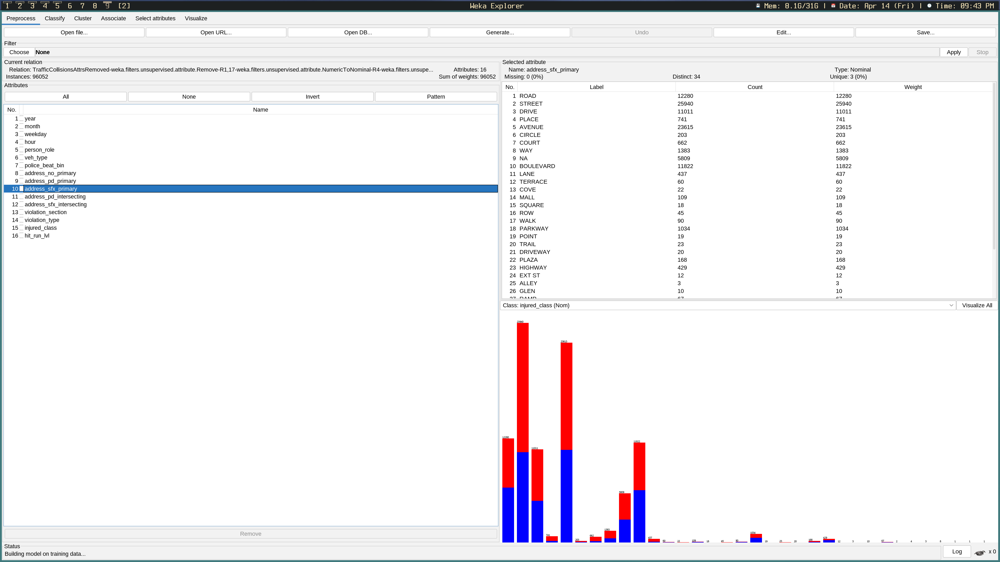 1 2 3 4 5 6 7 8 9 [2] Weka Explorer Mem: 8.1G/31G | Date: Apr 14 (Fri) | Time: 09:43 PM
Preprocess Classify Cluster Associate Select attributes Visualize
Open file... Open URL... Open DB... Generate... Undo Edit... Save...
Filter
Choose None Apply Stop
Current relation
Relation: TrafficCollisionsAttrsRemoved-weka.filters.unsupervised.attribute.Remove-R1,17-weka.filters.unsupervised.attribute.NumericToNominal-R4-weka.filters.unsupe... Attributes: 16
Instances: 96052 Sum of weights: 96052
Attributes
All None Invert Pattern
No. Name
1 year
2 month
3 weekday
4 hour
5 person_role
6 veh_type
7 police_beat_bin
8 address_no_primary
9 address_pd_primary
10 address_sfx_primary
11 address_pd_intersecting
12 address_sfx_intersecting
13 violation_section
14 violation_type
15 injured_class
16 hit_run_lvl
Remove
Selected attribute
Name: address_sfx_primary Type: Nominal
Missing: 0 (0%) Distinct: 34 Unique: 3 (0%)
No. Label Count Weight
1 ROAD 12280 12280
2 STREET 25940 25940
3 DRIVE 11011 11011
4 PLACE 741 741
5 AVENUE 23615 23615
6 CIRCLE 203 203
7 COURT 662 662
8 WAY 1383 1383
9 NA 5809 5809
10 BOULEVARD 11822 11822
11 LANE 437 437
12 TERRACE 60 60
13 COVE 22 22
14 MALL 109 109
15 SQUARE 18 18
16 ROW 45 45
17 WALK 90 90
18 PARKWAY 1034 1034
19 POINT 19 19
20 TRAIL 23 23
21 DRIVEWAY 20 20
22 PLAZA 168 168
23 HIGHWAY 429 429
24 EXT ST 12 12
25 ALLEY 3 3
26 GLEN 10 10
27 RAMP 67 67
Class: injured_class (Nom) Visualize All
12280 25940 11011 741 23615 203 662 1383 5809 11822 437 60 22 109 18 45 90 1034 19 23 20 168 429 12 3 10 67 2 4 3 8 1 1 1
Status
Building model on training data... Log x 0